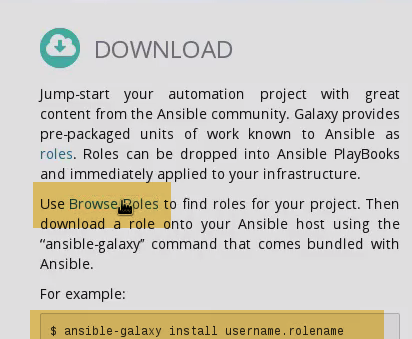 DOWNLOAD
Jump-start your automation project with great
content from the Ansible community. Galaxy provides
pre-packaged units of work known to Ansible as
roles. Roles can be dropped into Ansible PlayBooks
and immediately applied to your infrastructure.
Use Browse Roles to find roles for your project. Then
download a role onto your Ansible host using the
“ansible-galaxy” command that comes bundled with
Ansible.
For example:
$ ansible-galaxy install username.rolename